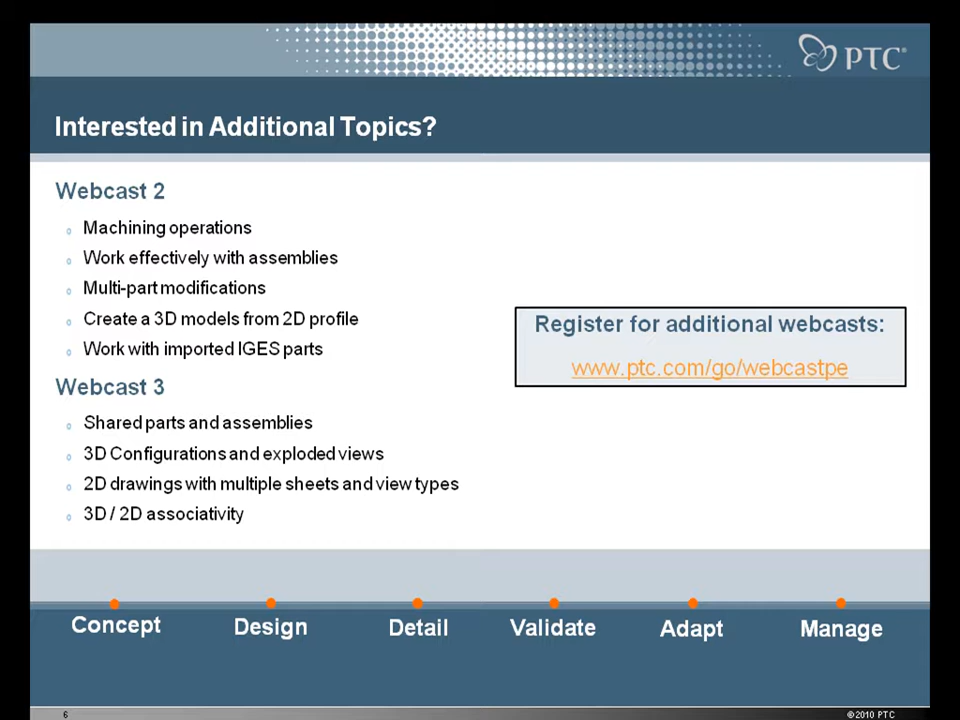 PTC®
Interested in Additional Topics?
Webcast 2
Machining operations
Work effectively with assemblies
Multi-part modifications
Create a 3D models from 2D profile
Work with imported IGES parts
Webcast 3
Shared parts and assemblies
3D Configurations and exploded views
2D drawings with multiple sheets and view types
3D / 2D associativity
Register for additional webcasts:
www.ptc.com/go/webcastpe
Concept Design Detail Validate Adapt Manage
6 © 2010 PTC